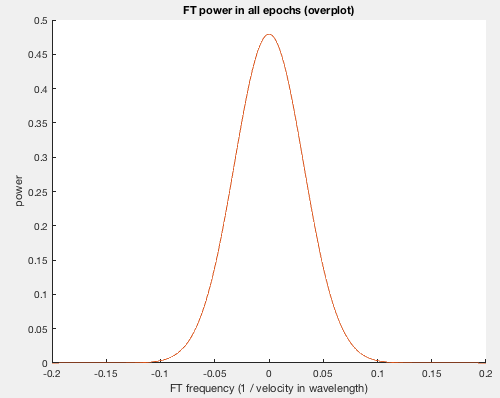 FT power in all epochs (overplot)
0.5
0.45
0.4
0.35
0.3
0.25
0.2
0.15
0.1
0.05
0
power
-0.2 -0.15 -0.1 -0.05 0 0.05 0.1 0.15 0.2
FT frequency (1 / velocity in wavelength)